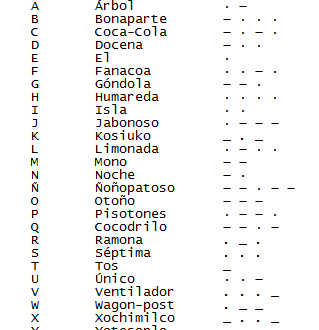 A Árbol . –
B Bonaparte – . . .
C Coca-Cola – . – .
D Docena – . .
E El .
F Fanacoa . . – .
G Góndola – – .
H Humareda . . . .
I Isla . .
J Jabonoso . – – –
K Kosiuko _ . _
L Limonada . – . .
M Mono – –
N Noche – .
Ñ Ñoñopatoso – – . – –
O Otoño – – –
P Pisotones . – – .
Q Cocodrilo – – . –
R Ramona . _ .
S Séptima . . .
T Tos _
U Único . . –
V Ventilador . . . _
W Wagon-post . _ _
X Xochimilco _ . . _